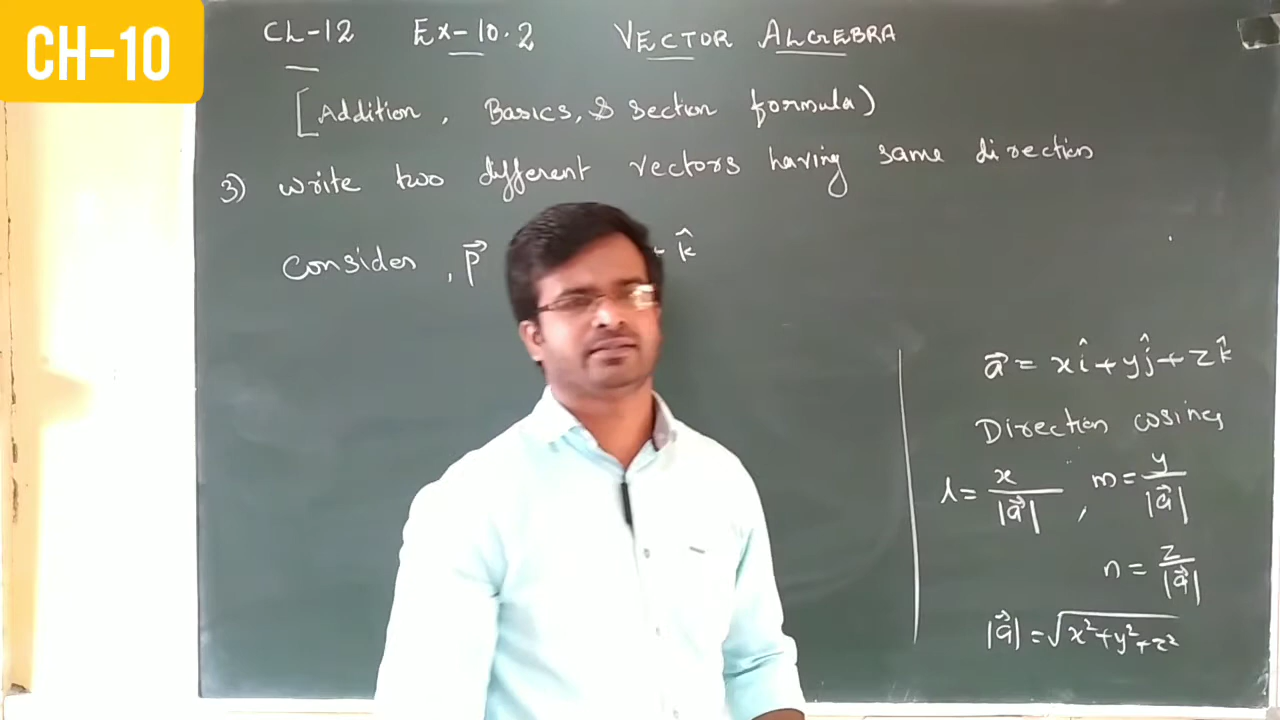 CH-10
CL-12 Ex-10.2 VECTOR ALGEBRA
[Addition, Basics, & section formula)
3) write two different vectors having same direction
consider, p⃗ - k̂
a⃗ = xî + yĵ + zk̂
Direction cosines
l = x/|a⃗|, m = y/|a⃗|
n = z/|a⃗|
|a⃗| = √x²+y²+z²